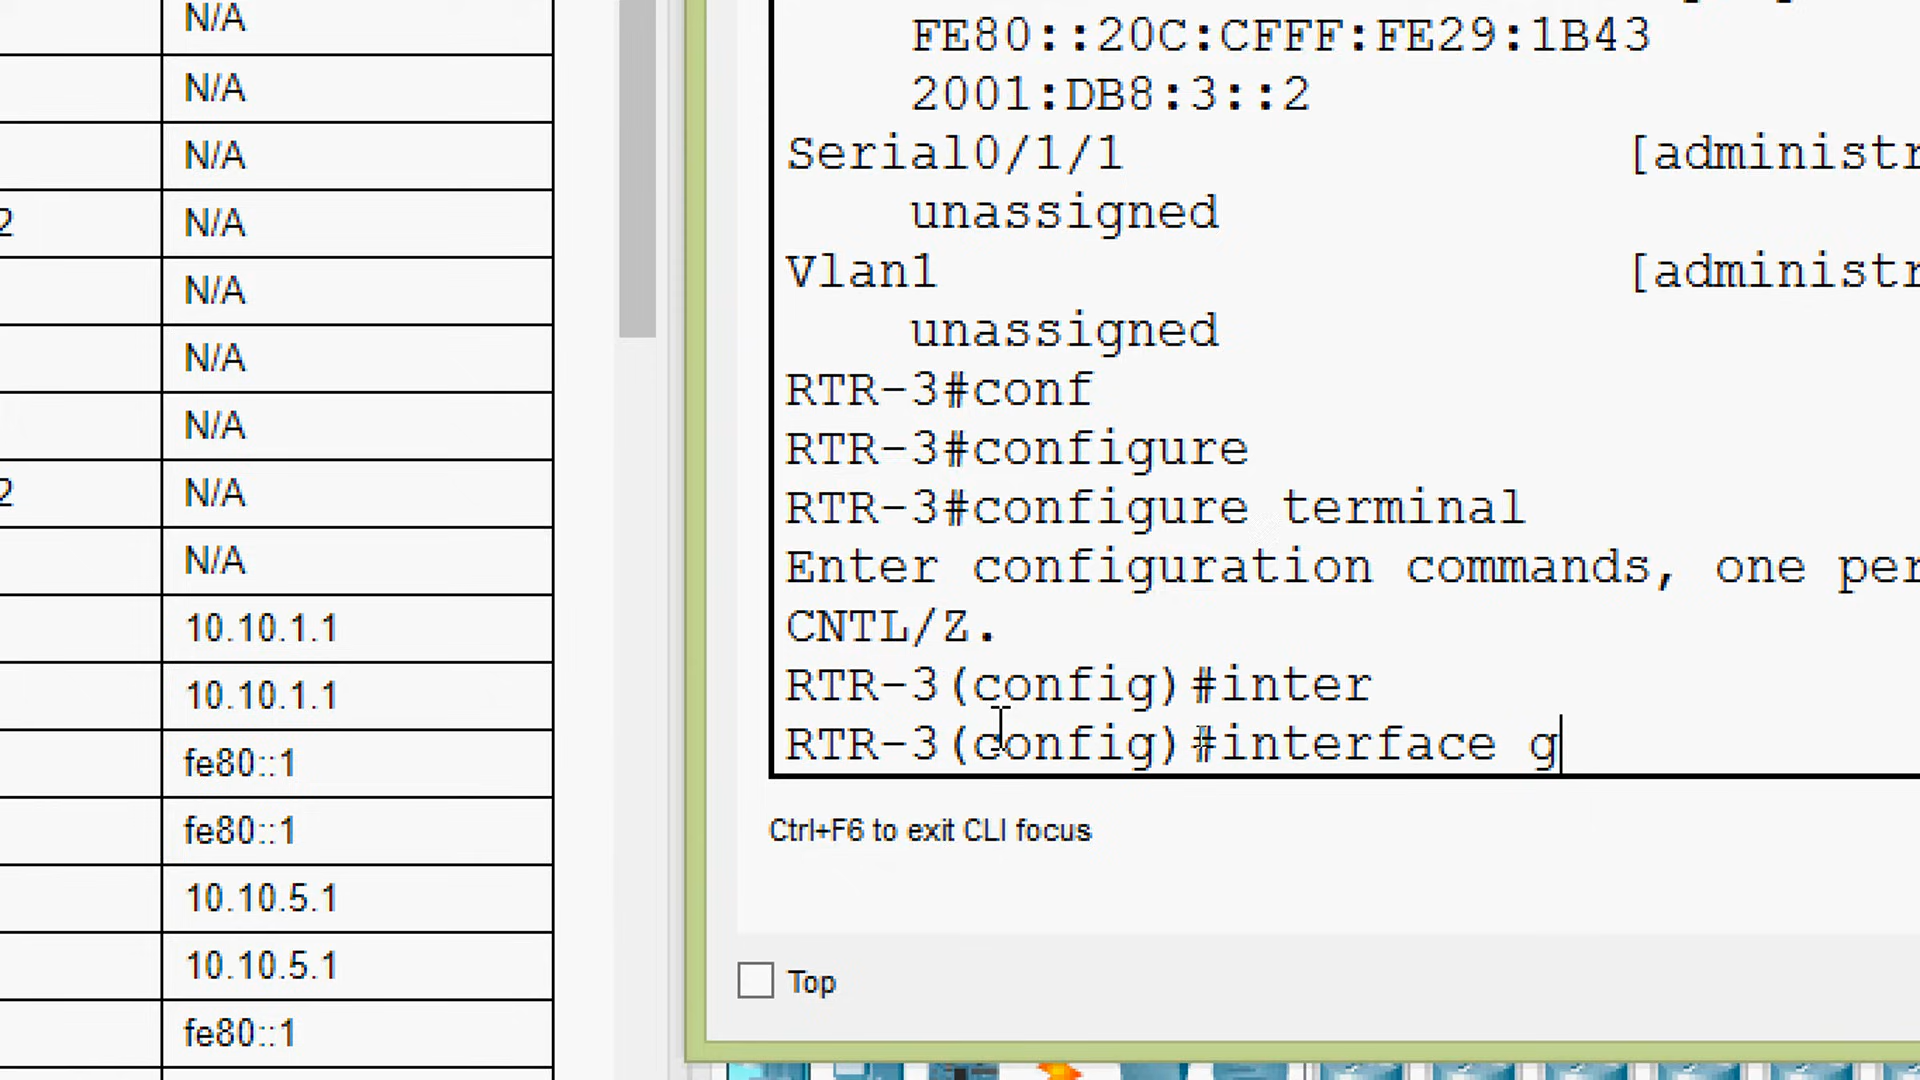 N/A
N/A
N/A
2 N/A
N/A
N/A
N/A
2 N/A
N/A
10.10.1.1
10.10.1.1
fe80::1
fe80::1
10.10.5.1
10.10.5.1
fe80::1
FE80::20C:CFFF:FE29:1B43
2001:DB8:3::2
Serial0/1/1 [administr
unassigned
Vlan1 [administr
unassigned
RTR-3#conf
RTR-3#configure
RTR-3#configure terminal
Enter configuration commands, one per
CNTL/Z.
RTR-3(config)#inter
RTR-3(config)#interface g
Ctrl+F6 to exit CLI focus
Top